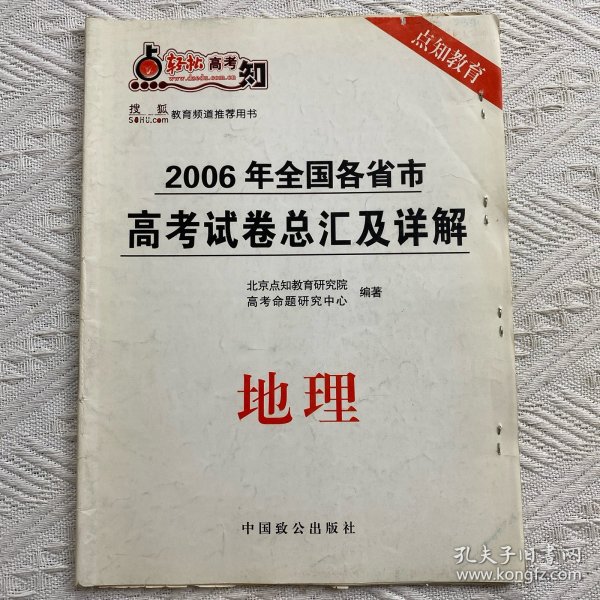 点知教育
点 轻松高考 知
www.dzedu.com.cn
搜狐 教育频道推荐用书
SOHU.com
2006年全国各省市
高考试卷总汇及详解
北京点知教育研究院
高考命题研究中心 编著
地理
中国致公出版社
孔夫子旧书网
www.kongfz.com